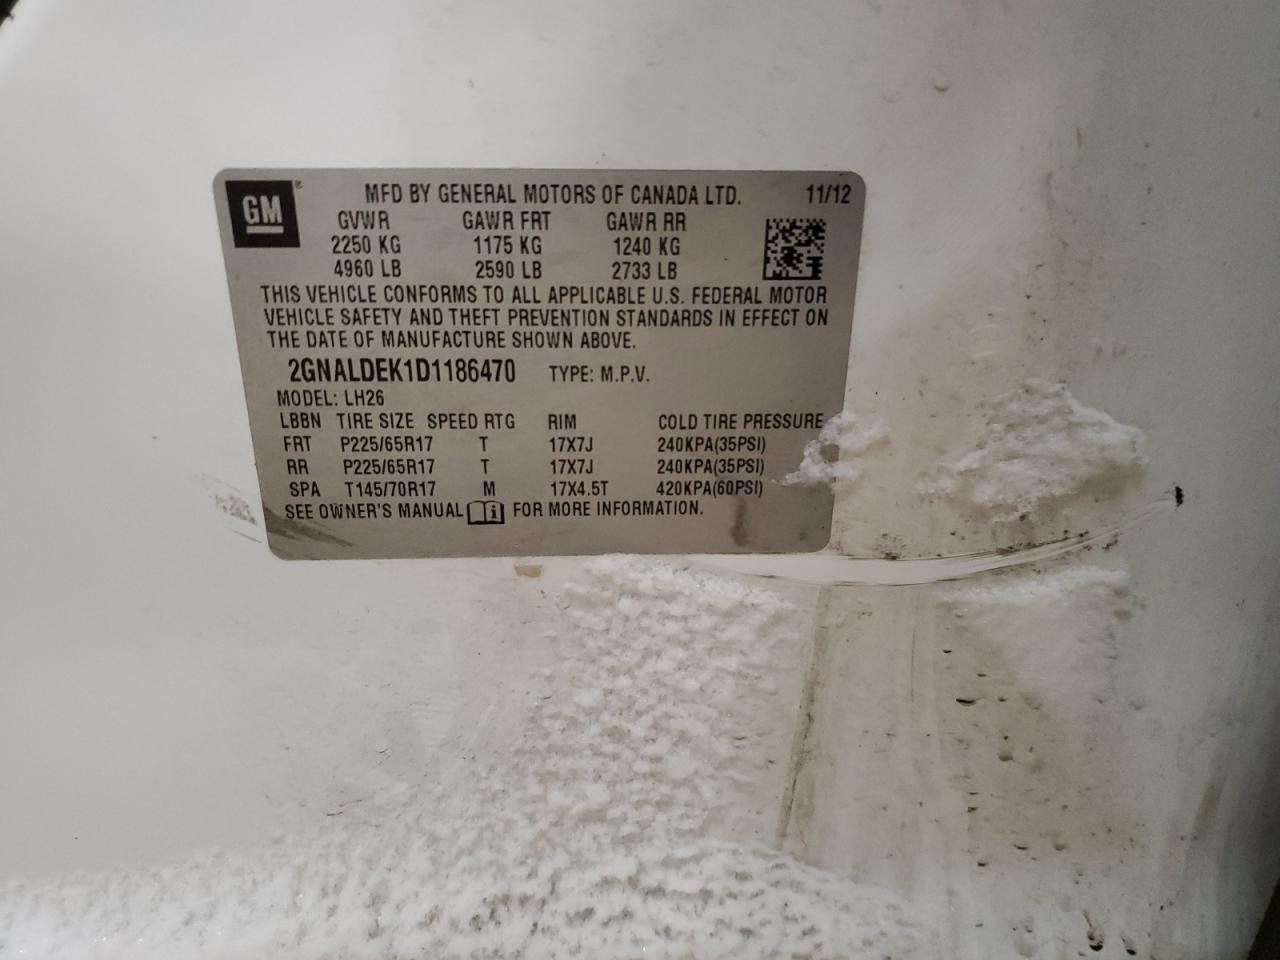 GM®
MFD BY GENERAL MOTORS OF CANADA LTD. 11/12
GVWR GAWR FRT GAWR RR
2250 KG 1175 KG 1240 KG
4960 LB 2590 LB 2733 LB
THIS VEHICLE CONFORMS TO ALL APPLICABLE U.S. FEDERAL MOTOR
VEHICLE SAFETY AND THEFT PREVENTION STANDARDS IN EFFECT ON
THE DATE OF MANUFACTURE SHOWN ABOVE.
2GNALDEK1D1186470 TYPE: M.P.V.
MODEL: LH26
LBBN TIRE SIZE SPEED RTG RIM COLD TIRE PRESSURE
FRT P225/65R17 T 17X7J 240KPA(35PSI)
RR P225/65R17 T 17X7J 240KPA(35PSI)
SPA T145/70R17 M 17X4.5T 420KPA(60PSI)
SEE OWNER'S MANUAL i FOR MORE INFORMATION.